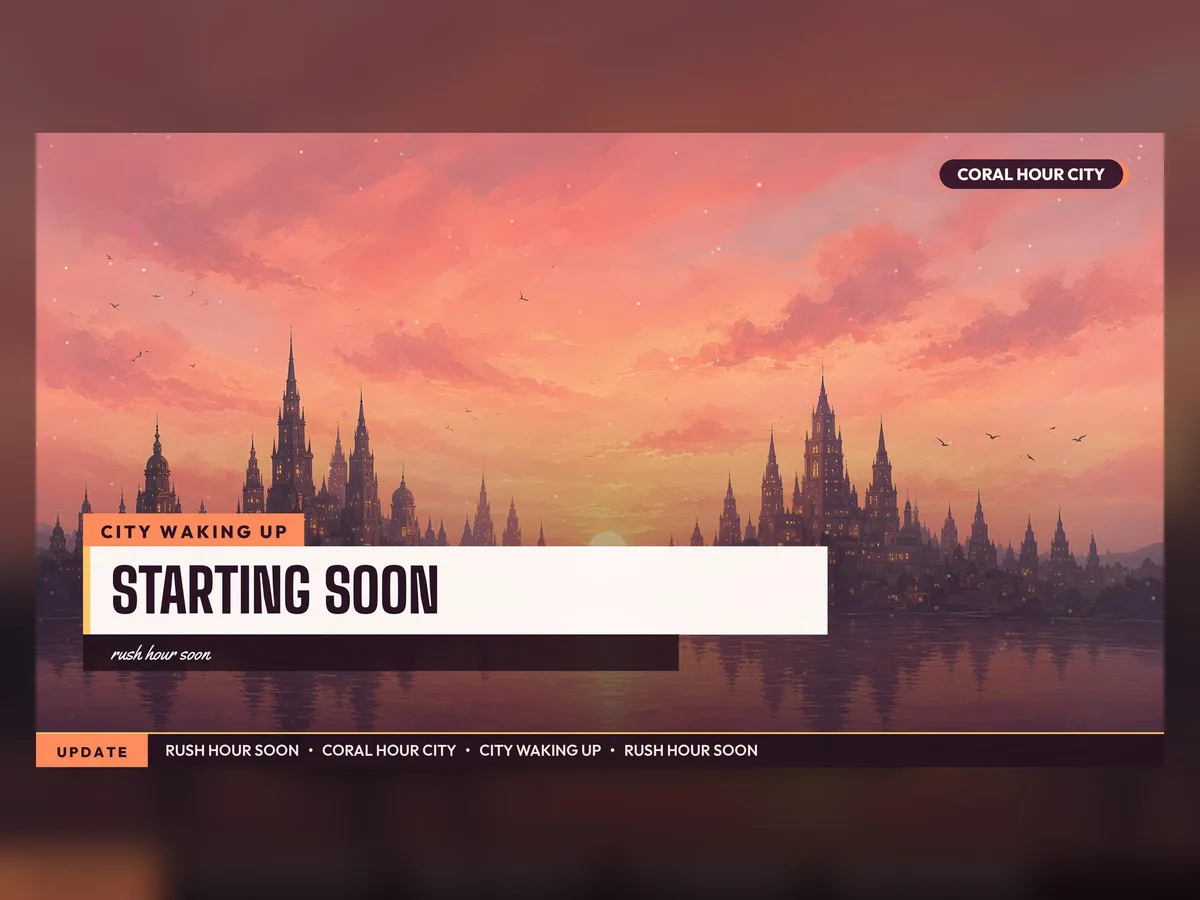 CORAL HOUR CITY
CITY WAKING UP
STARTING SOON
rush hour soon
UPDATE RUSH HOUR SOON • CORAL HOUR CITY • CITY WAKING UP • RUSH HOUR SOON